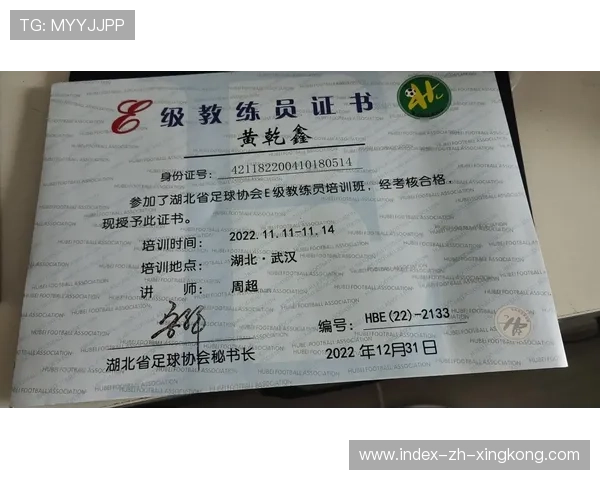 TG: MYYJJPP
E级教练员证书
黄乾鑫
身份证号: 421182200410180514
参加了湖北省足球协会E级教练员培训班，经考核合格，
现授予此证书。
培训时间: 2022.11.11-11.14
培训地点: 湖北·武汉
讲 师: 周超
编号: HBE(22)-2133
湖北省足球协会秘书长
2022 年12月31日
HUBEI FOOTBALL ASSOCIATION
www.index-zh-xingkong.com